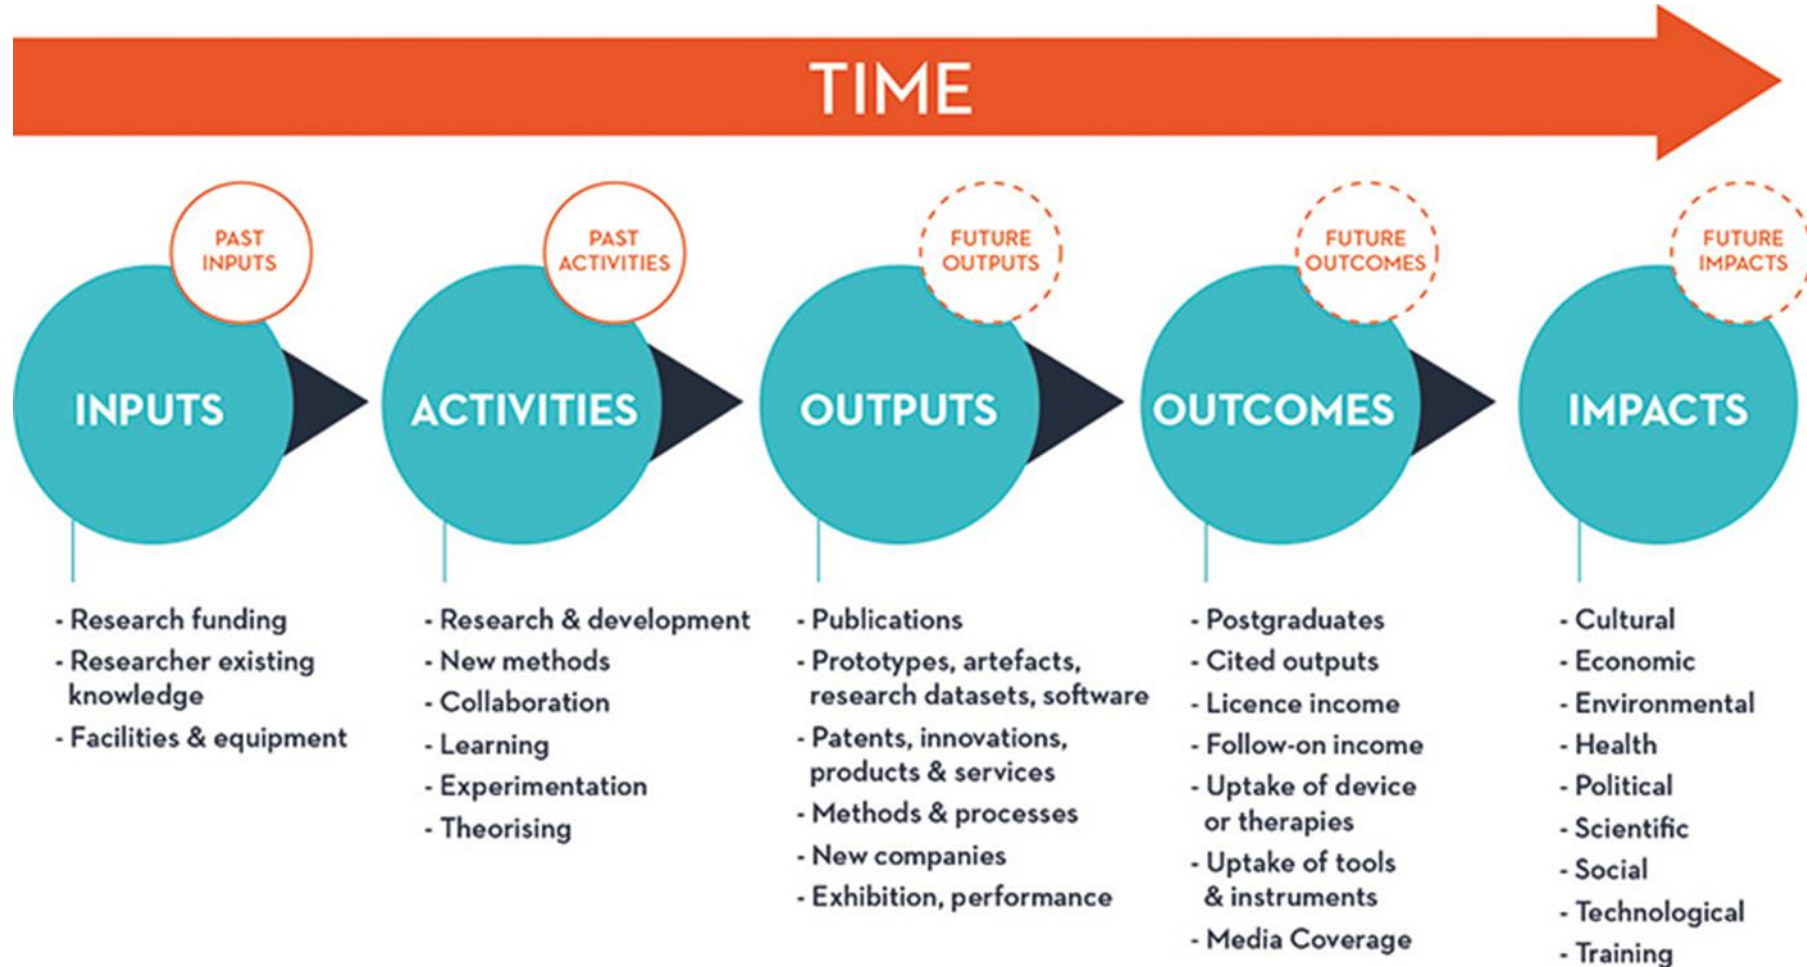 TIME
PAST
INPUTS
PAST
ACTIVITIES
FUTURE
OUTPUTS
FUTURE
OUTCOMES
FUTURE
IMPACTS
INPUTS
ACTIVITIES
OUTPUTS
OUTCOMES
IMPACTS
- Research funding
- Researcher existing
knowledge
- Facilities & equipment
- Research & development
- New methods
- Collaboration
- Learning
- Experimentation
- Theorising
- Publications
- Prototypes, artefacts,
research datasets, software
- Patents, innovations,
products & services
- Methods & processes
- New companies
- Exhibition, performance
- Postgraduates
- Cited outputs
- Licence income
- Follow-on income
- Uptake of device
or therapies
- Uptake of tools
& instruments
- Media Coverage
- Cultural
- Economic
- Environmental
- Health
- Political
- Scientific
- Social
- Technological
- Training